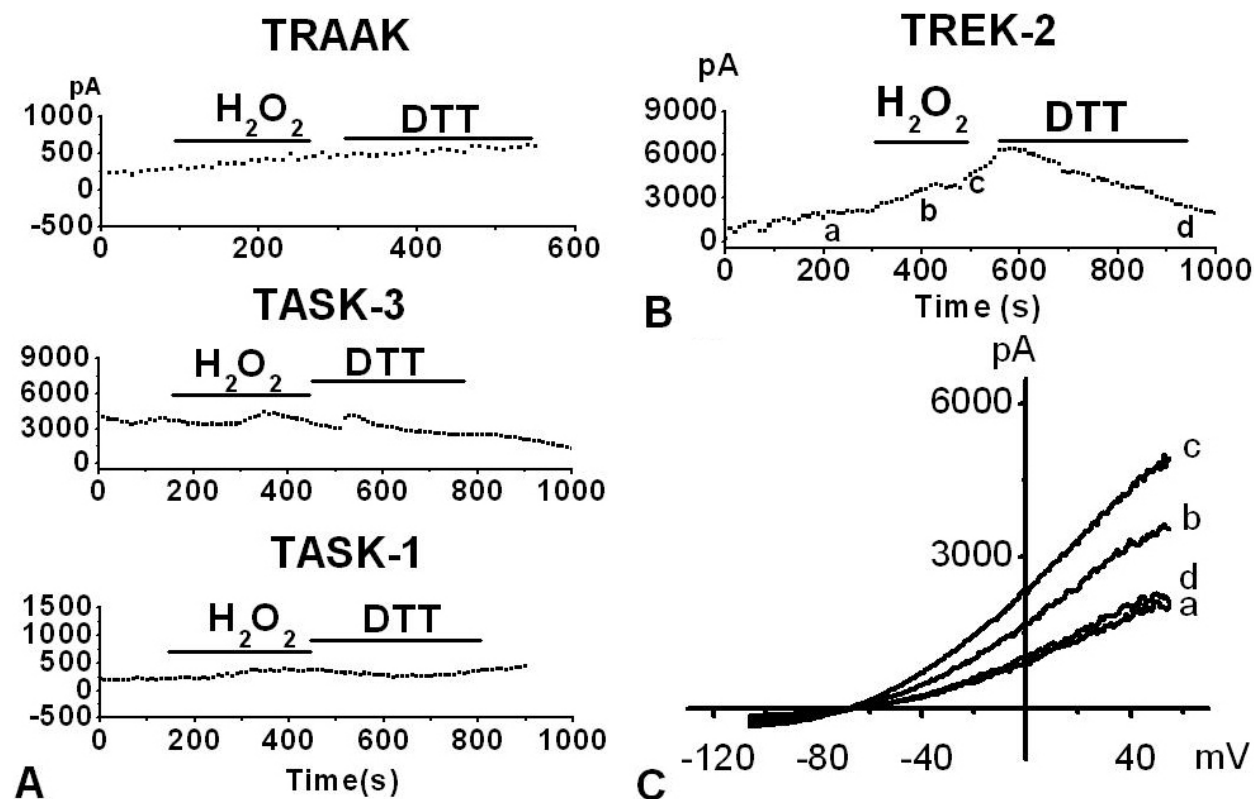 TRAAK
pA
H₂O₂ DTT
1000
500
0
-500
0 200 400 600
TASK-3
H₂O₂ DTT
9000
6000
3000
0
0 200 400 600 800 1000
TASK-1
H₂O₂ DTT
1500
1000
500
0
-500
0 200 400 600 800 1000
Time(s)
A
TREK-2
pA
H₂O₂ DTT
9000
6000
3000
0
a b c d
0 200 400 600 800 1000
Time (s)
B
pA
6000
3000
c
b
d
a
-120 -80 -40 40 mV
C